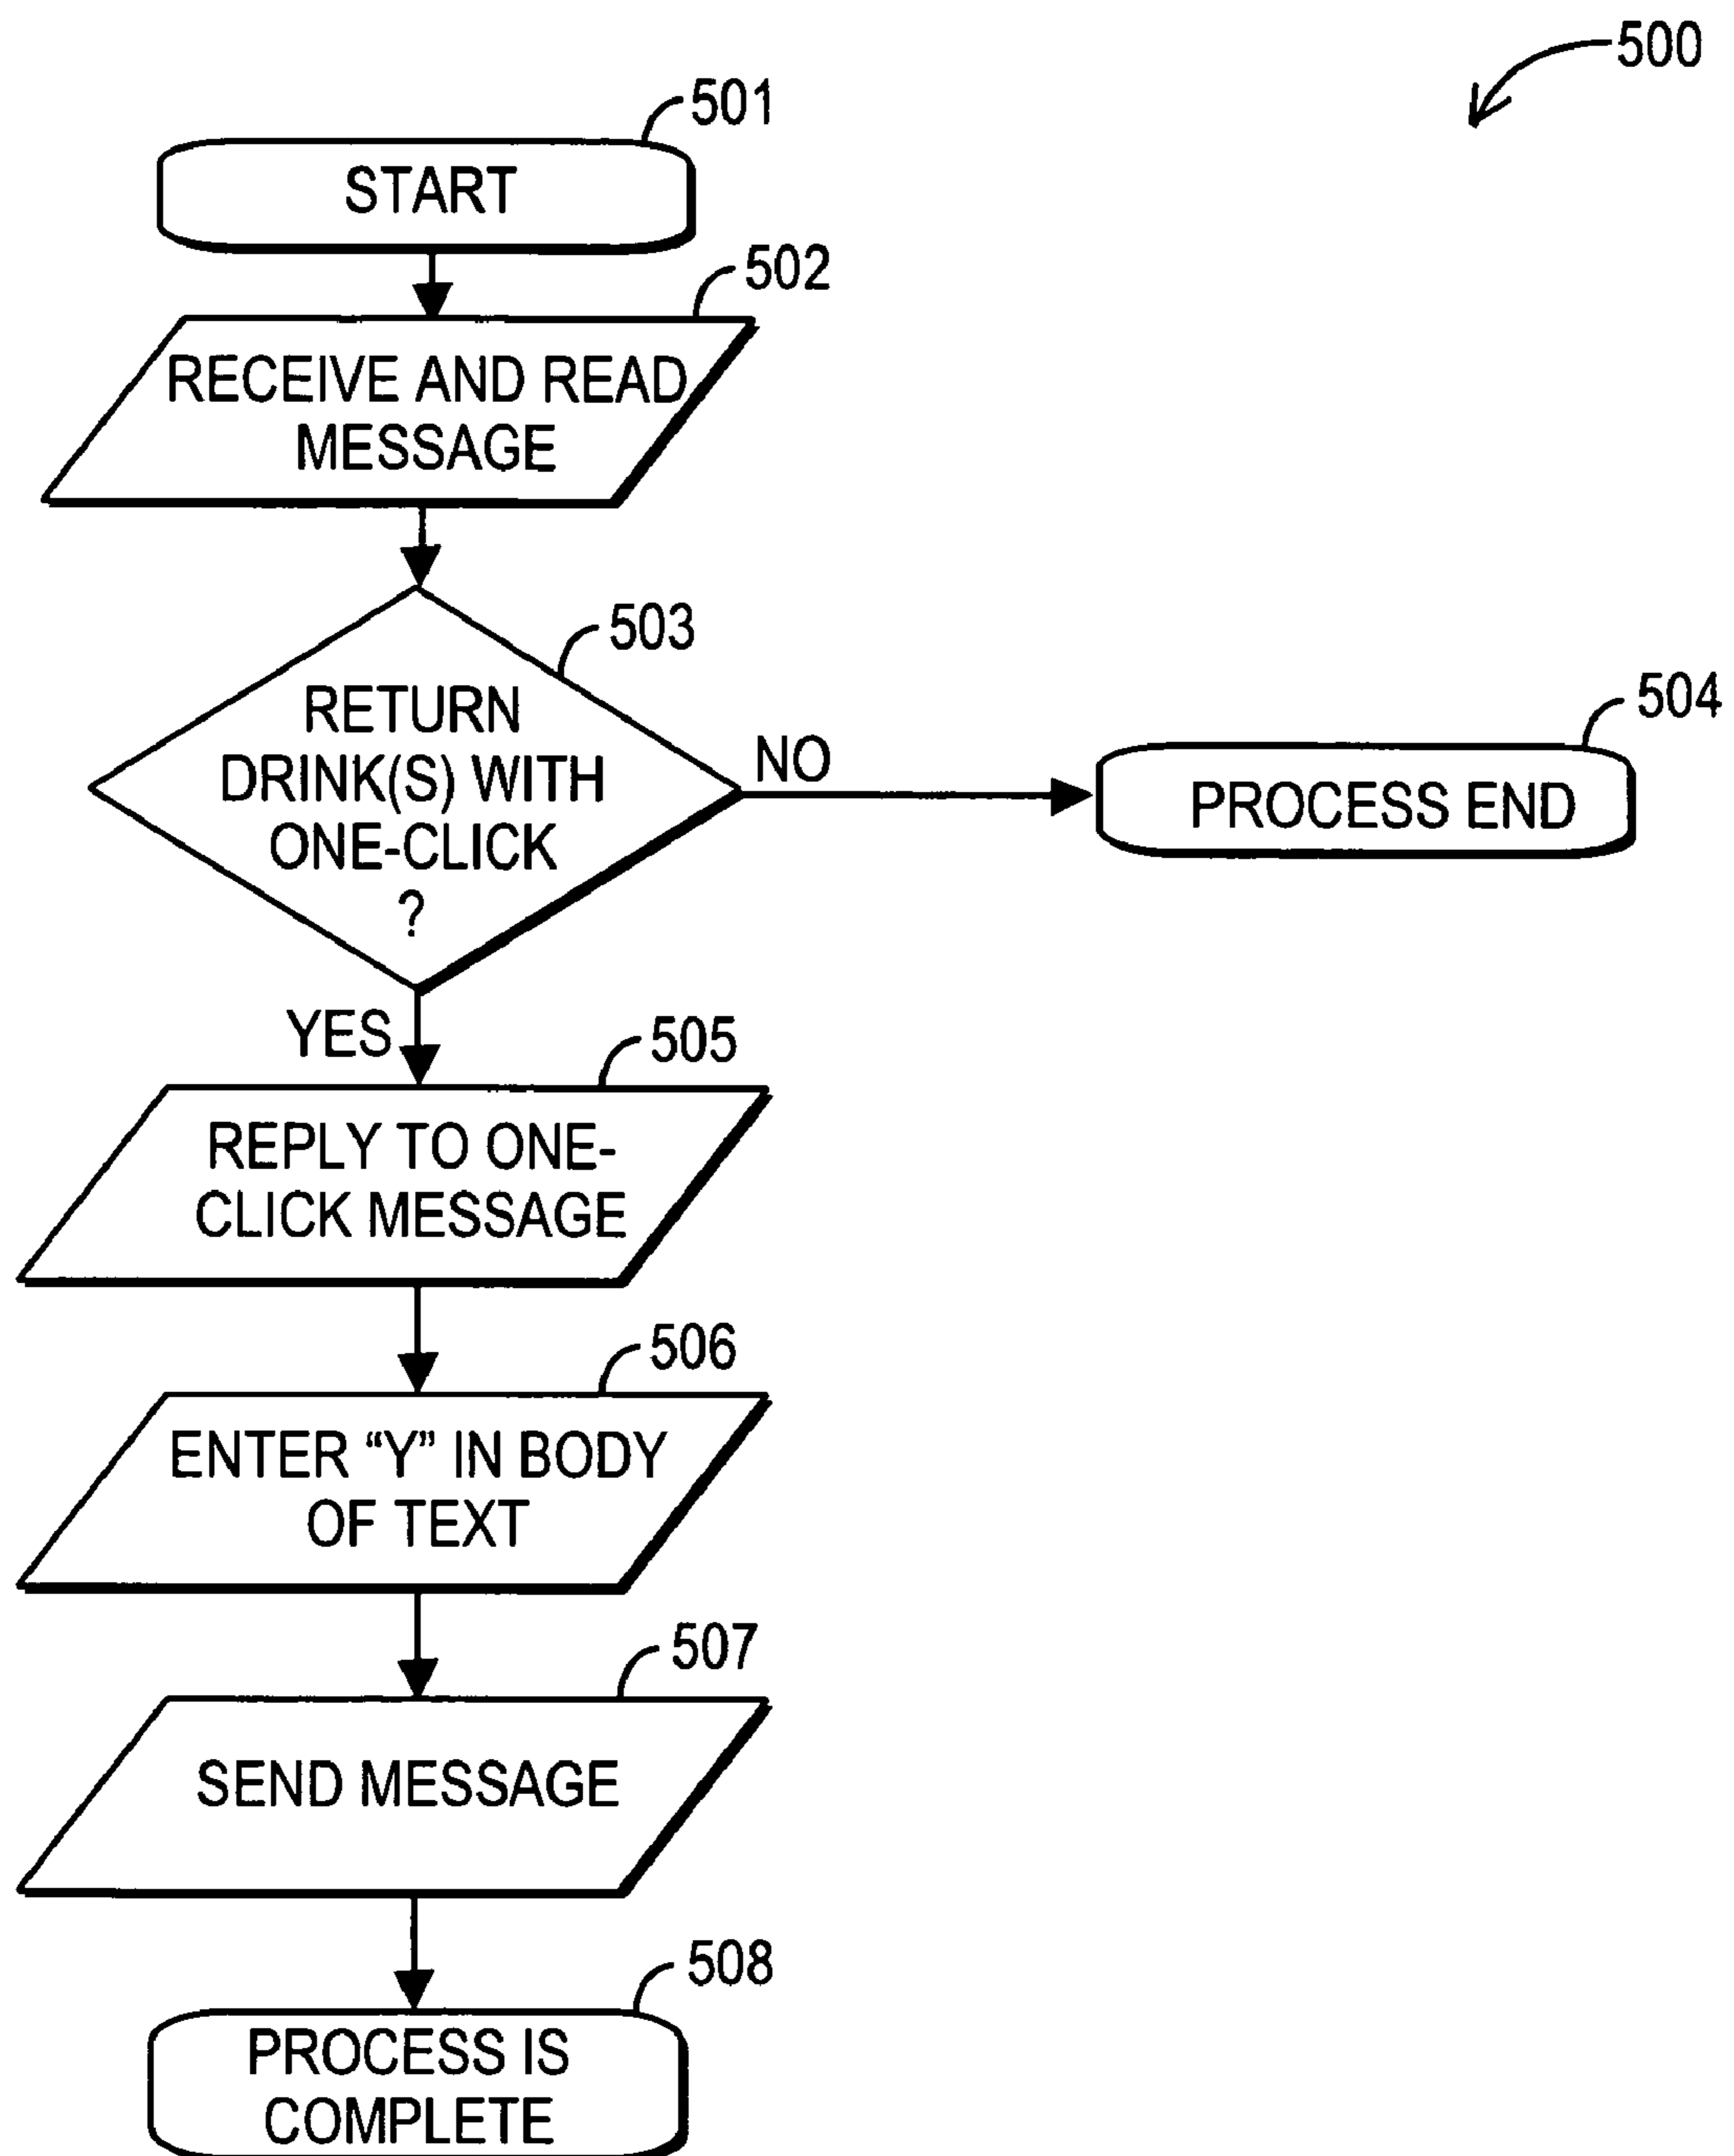 500
501
START
502
RECEIVE AND READ
MESSAGE
503
RETURN
DRINK(S) WITH
ONE-CLICK
?
NO
504
PROCESS END
YES
505
REPLY TO ONE-
CLICK MESSAGE
506
ENTER “Y” IN BODY
OF TEXT
507
SEND MESSAGE
508
PROCESS IS
COMPLETE